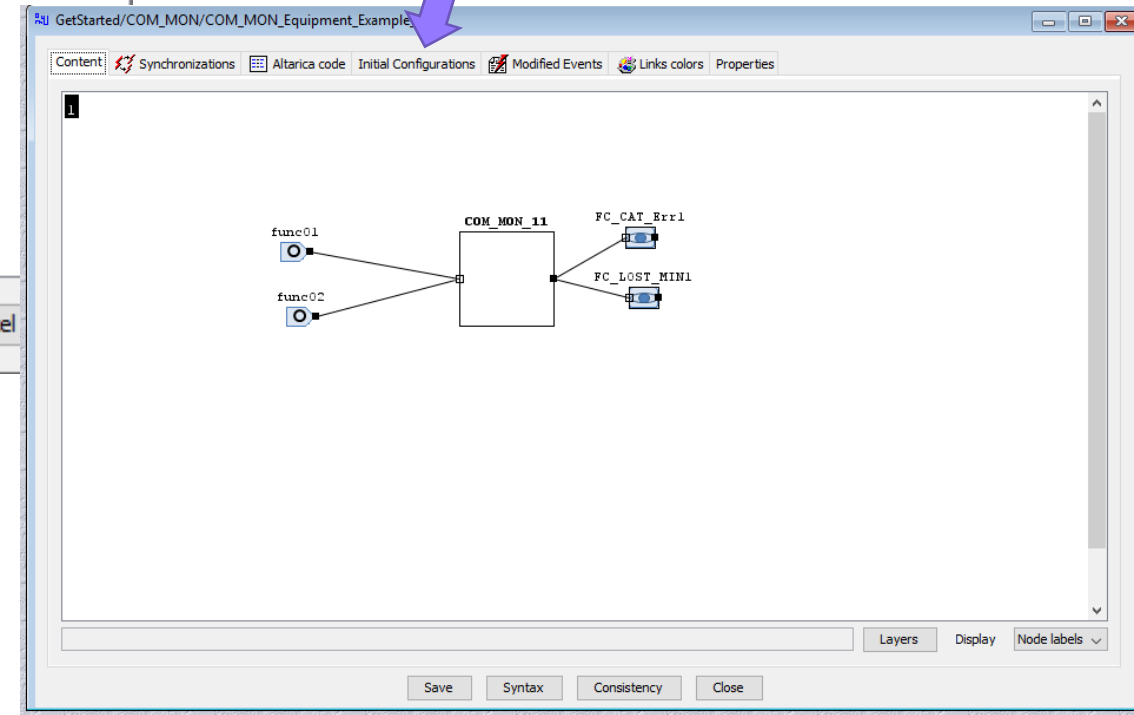 GetStarted/COM_MON/COM_MON_Equipment_Example_
Content Synchronizations Altarica code Initial Configurations Modified Events Links colors Properties
1
COM_MON_11 FC_CAT_Err1
func01
FC_LOST_MIN1
func02
el
Layers Display Node labels
Save Syntax Consistency Close